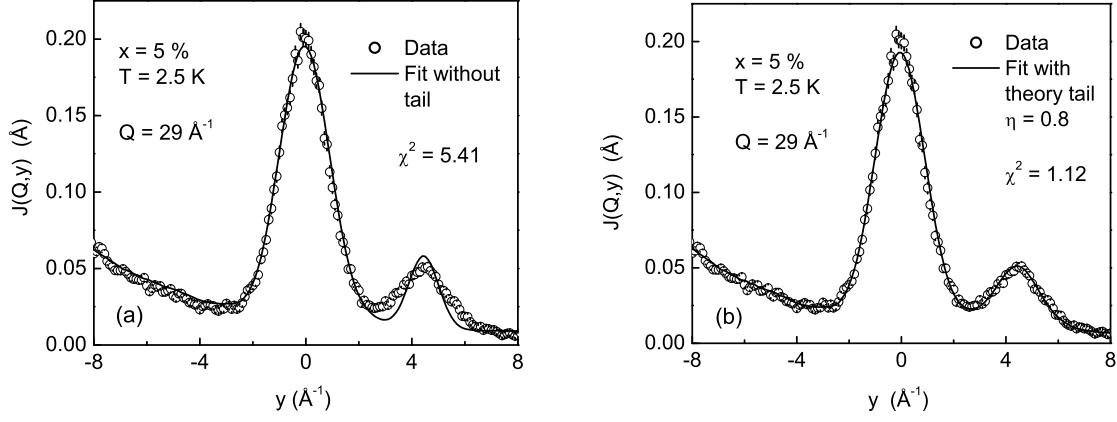 0.20
0.15
0.10
0.05
0.00
J(Q,y) (Å)
x = 5 %
T = 2.5 K
Q = 29 Å⁻¹
Data
Fit without
tail
χ² = 5.41
(a)
-8 -4 0 4 8
y (Å⁻¹)
0.20
0.15
0.10
0.05
0.00
J(Q,y) (Å)
x = 5 %
T = 2.5 K
Q = 29 Å⁻¹
Data
Fit with
theory tail
η = 0.8
χ² = 1.12
(b)
-8 -4 0 4 8
y (Å⁻¹)